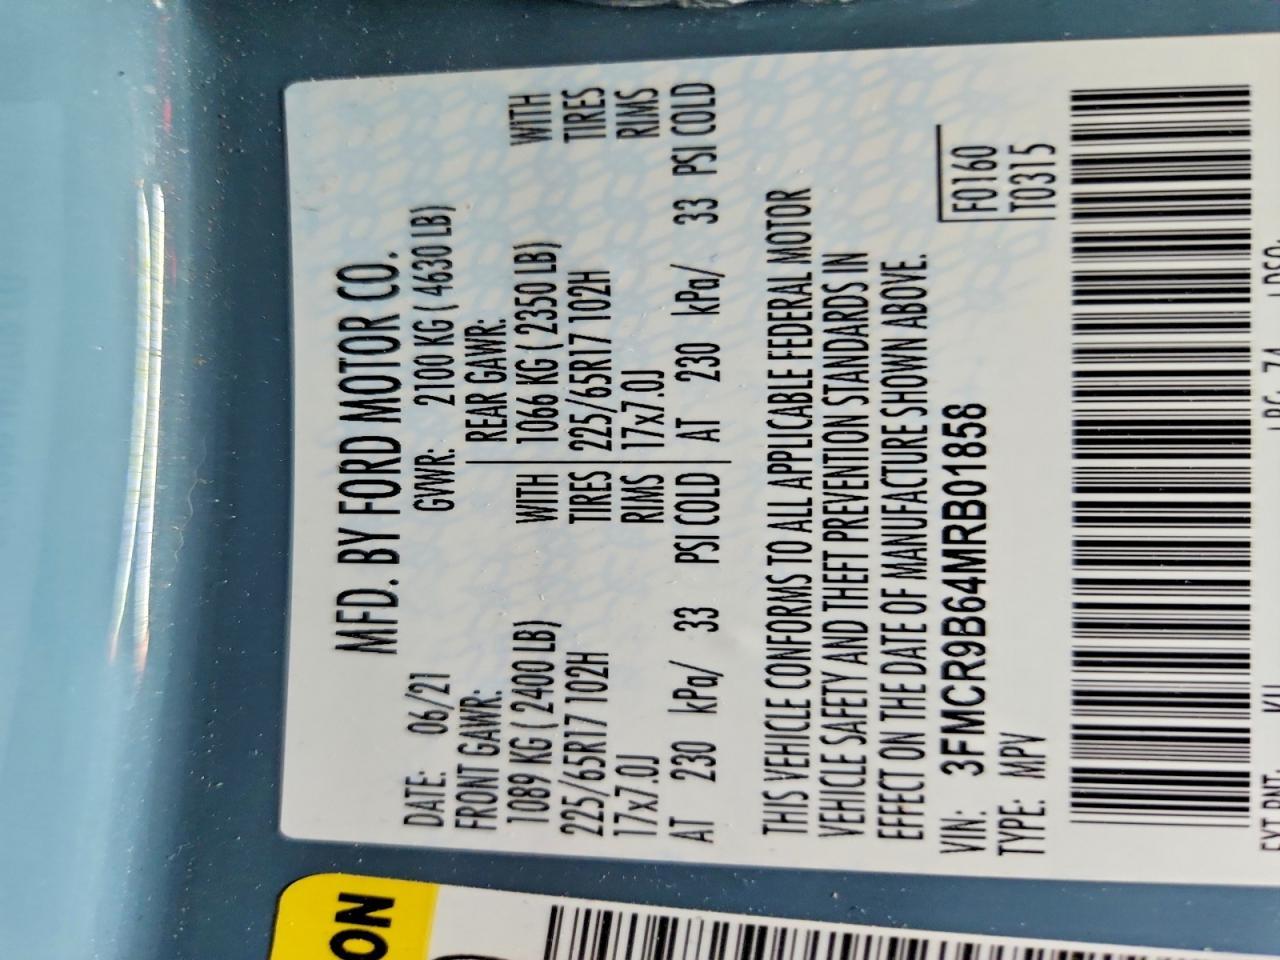 MFD. BY FORD MOTOR CO.
DATE: 06/21 GVWR: 2100 KG ( 4630 LB)
FRONT GAWR: REAR GAWR:
1089 KG ( 2400 LB) WITH 1066 KG ( 2350 LB) WITH
225/65R17 102H TIRES 225/65R17 102H TIRES
17x7.0J RIMS 17x7.0J RIMS
AT 230 kPa/ 33 PSI COLD AT 230 kPa/ 33 PSI COLD
THIS VEHICLE CONFORMS TO ALL APPLICABLE FEDERAL MOTOR
VEHICLE SAFETY AND THEFT PREVENTION STANDARDS IN
EFFECT ON THE DATE OF MANUFACTURE SHOWN ABOVE.
VIN: 3FMCR9B64MRB01858 F0160
TYPE: MPV T0315
ON